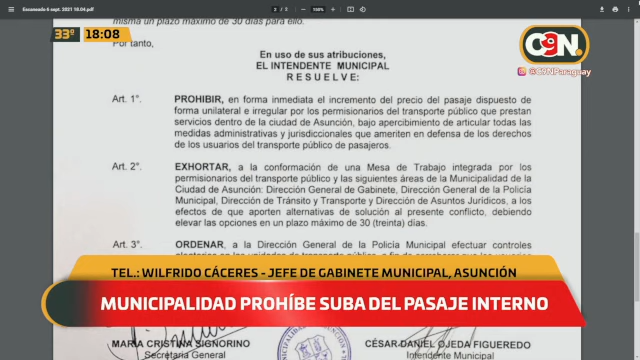 Escaneado 6 sept. 2021 18.04.pdf
2 / 2
150%
33º
18:08
C9N.
@C9NParaguay
misma un plazo máximo de 30 días para ello.
Por tanto,
En uso de sus atribuciones,
EL INTENDENTE MUNICIPAL
R E S U E L V E:
Art. 1°. PROHIBIR, en forma inmediata el incremento del precio del pasaje dispuesto de
forma unilateral e irregular por los permisionarios del transporte público que prestan
servicios dentro de la ciudad de Asunción, bajo apercibimiento de articular todas las
medidas administrativas y jurisdiccionales que ameriten en defensa de los derechos
de los usuarios del transporte público de pasajeros.
Art. 2°. EXHORTAR, a la conformación de una Mesa de Trabajo integrada por los
permisionarios del transporte público y las siguientes áreas de la Municipalidad de la
Ciudad de Asunción: Dirección General de Gabinete, Dirección General de la Policía
Municipal, Dirección de Tránsito y Transporte y Dirección de Asuntos Jurídicos, a los
efectos de que aporten alternativas de solución al presente conflicto, debiendo
elevar las opciones en un plazo máximo de 30 (treinta) días.
Art. 3°. ORDENAR, a la Dirección General de la Policía Municipal efectuar controles
TEL.: WILFRIDO CÁCERES - JEFE DE GABINETE MUNICIPAL, ASUNCIÓN
MUNICIPALIDAD PROHÍBE SUBA DEL PASAJE INTERNO
MARÍA CRISTINA SIGNORINO
Secretaria General
CÉSAR DANIEL OJEDA FIGUEREDO
Intendente Municipal